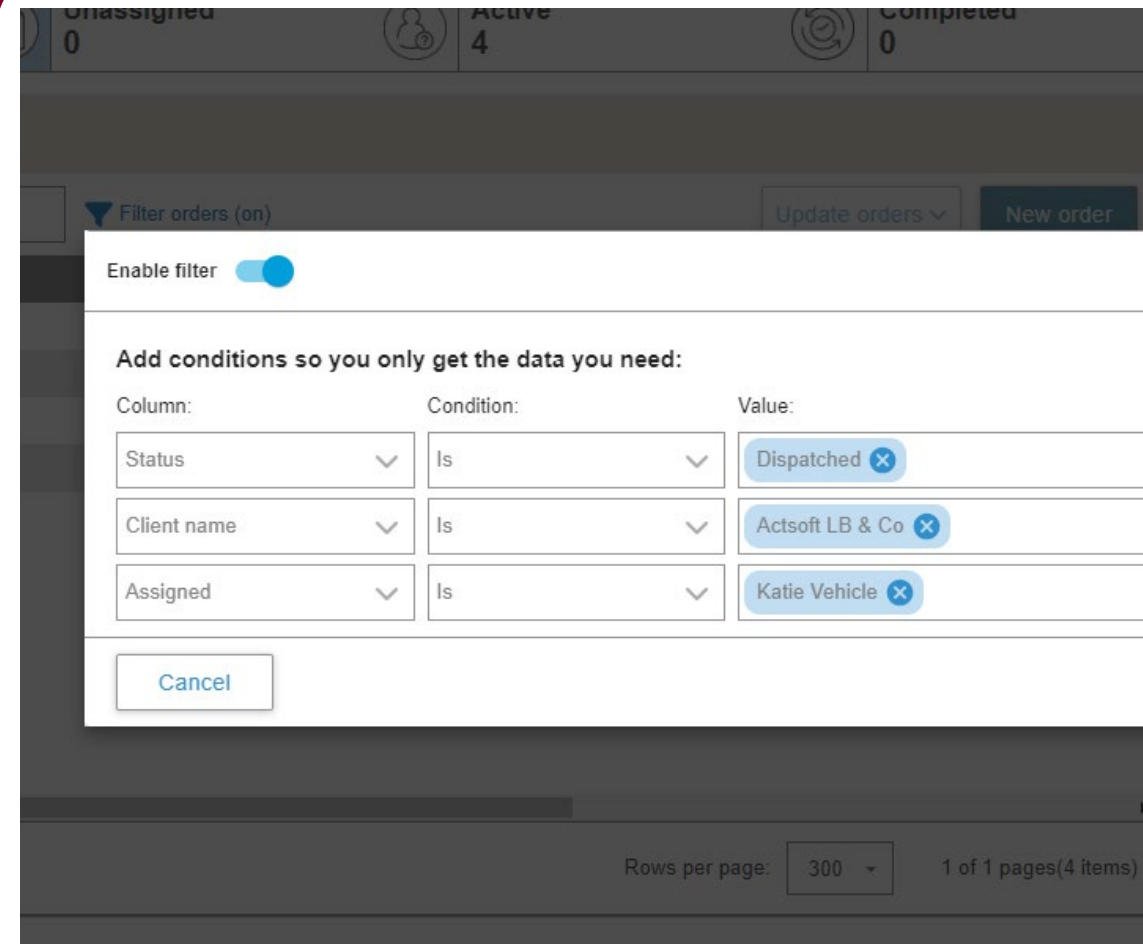 Unassigned Active Completed
0 4 0
Filter orders (on) Update orders New order
Enable filter
Add conditions so you only get the data you need:
Column: Condition: Value:
Status Is Dispatched
Client name Is Actsoft LB & Co
Assigned Is Katie Vehicle
Cancel
Rows per page: 300 1 of 1 pages(4 items)